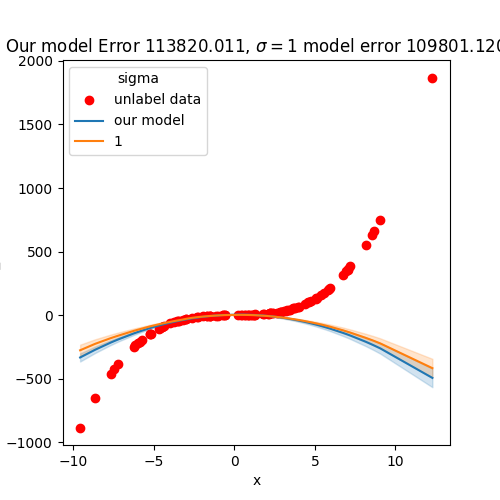 Our model Error 113820.011, σ = 1 model error 109801.120
sigma
unlabel data
our model
1
2000
1500
1000
500
0
−500
−1000
−10 −5 0 5 10
x